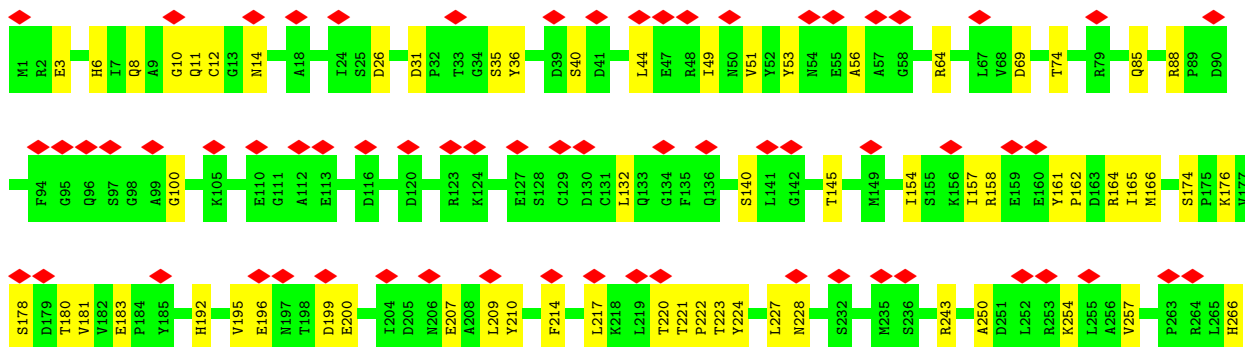 M1 R2 E3 H6 I7 Q8 A9 G10 Q11 C12 G13 N14 A18 I24 S25 D26 D31 P32 T33 G34 S35 Y36 D39 S40 D41 L44 E47 R48 I49 N50 V51 Y52 Y53 N54 E55 A56 A57 G58 R64 L67 V68 D69 T74 R79 Q85 R88 P89 D90
F94 G95 Q96 S97 G98 A99 G100 K105 E110 G111 A112 E113 D116 D120 R123 K124 E127 S128 C129 D130 C131 L132 Q133 G134 F135 Q136 S140 L141 G142 T145 M149 I154 S155 K156 I157 R158 E159 E160 Y161 P162 D163 R164 I165 M166 S174 P175 K176 V177
S178 D179 T180 V181 V182 E183 P184 Y185 H192 V195 E196 N197 T198 D199 E200 T204 D205 N206 E207 A208 L209 Y210 F214 L217 K218 L219 T220 T221 P222 T223 Y224 L227 N228 S232 M235 S236 R243 A250 D251 L252 R253 K254 L255 A256 V257 P263 R264 L265 H266